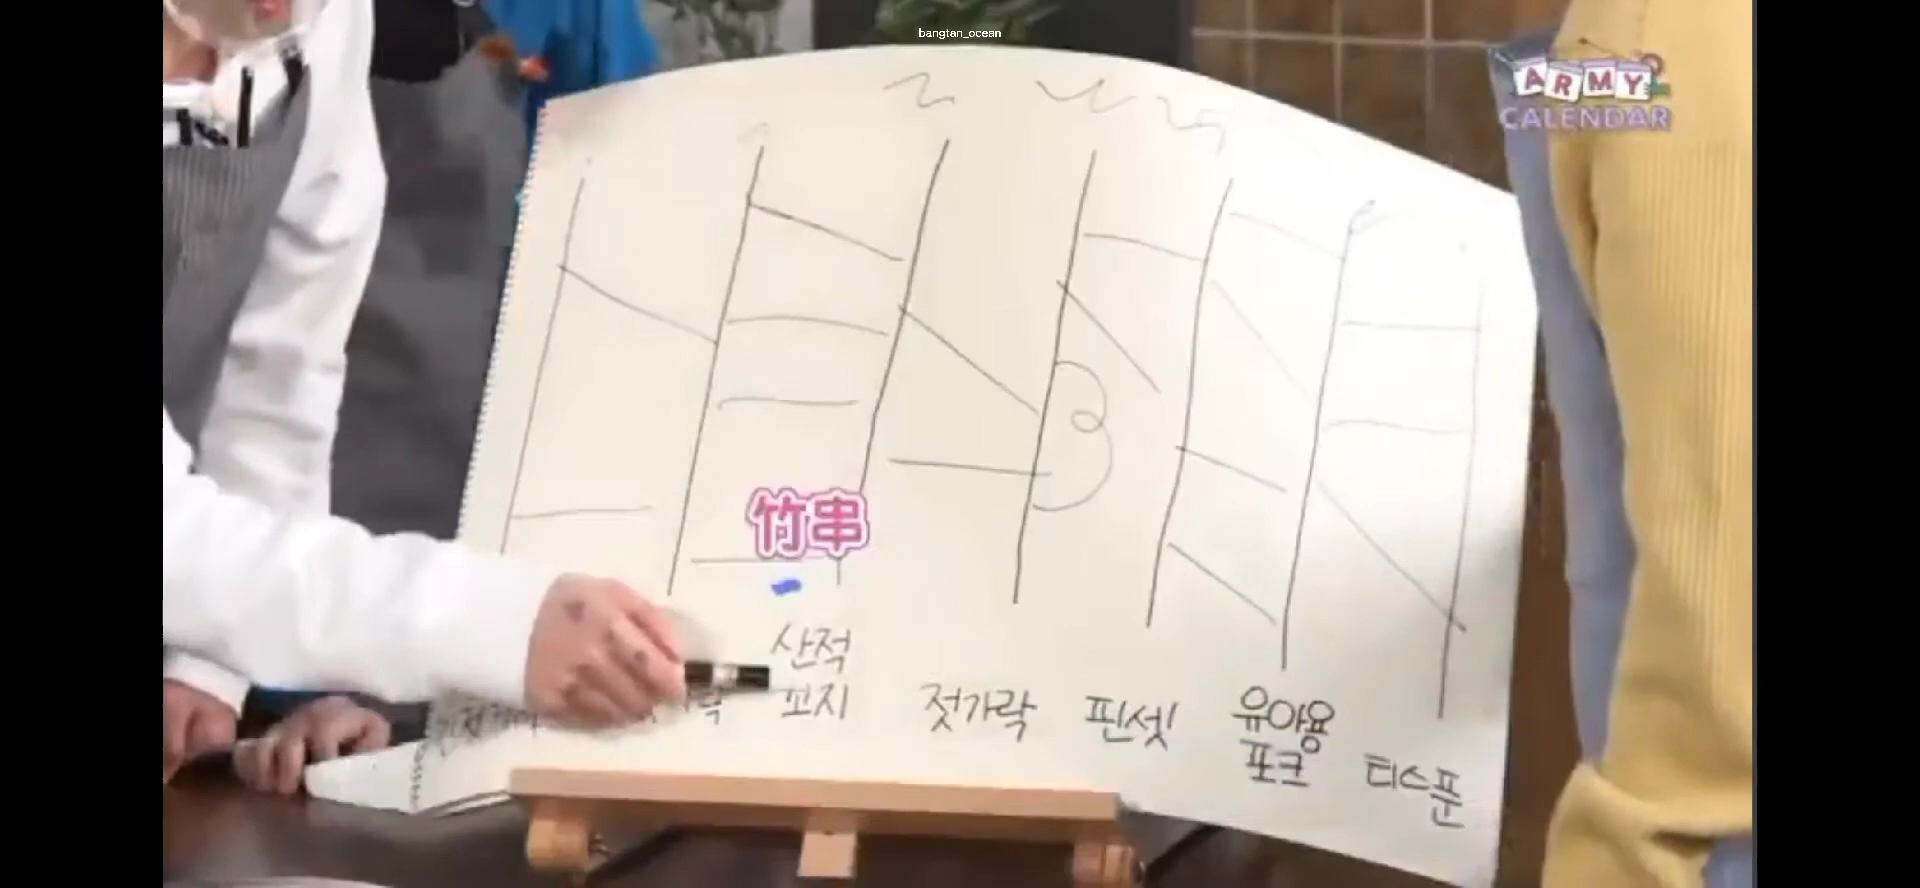 bangtan_ocean
ARMY
CALENDAR
竹串
산적
꼬지
젓가락
핀셋
유아용
포크
티스푼